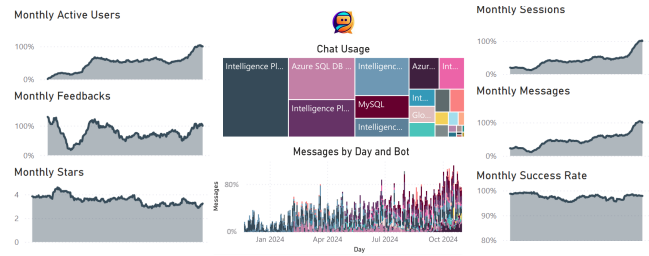 Monthly Active Users
100%
0%
Monthly Feedbacks
100%
0%
Monthly Stars
4
2
0
Chat Usage
Intelligence Pl...
Azure SQL DB ...
Intelligenc...
Azur...
Int...
Int...
MySQL
Glo...
Intelligence Pl...
Intelligenc...
Messages by Day and Bot
Messages
80%
0%
Jan 2024
Apr 2024
Jul 2024
Oct 2024
Day
Monthly Sessions
100%
0%
Monthly Messages
100%
0%
Monthly Success Rate
100%
90%
80%